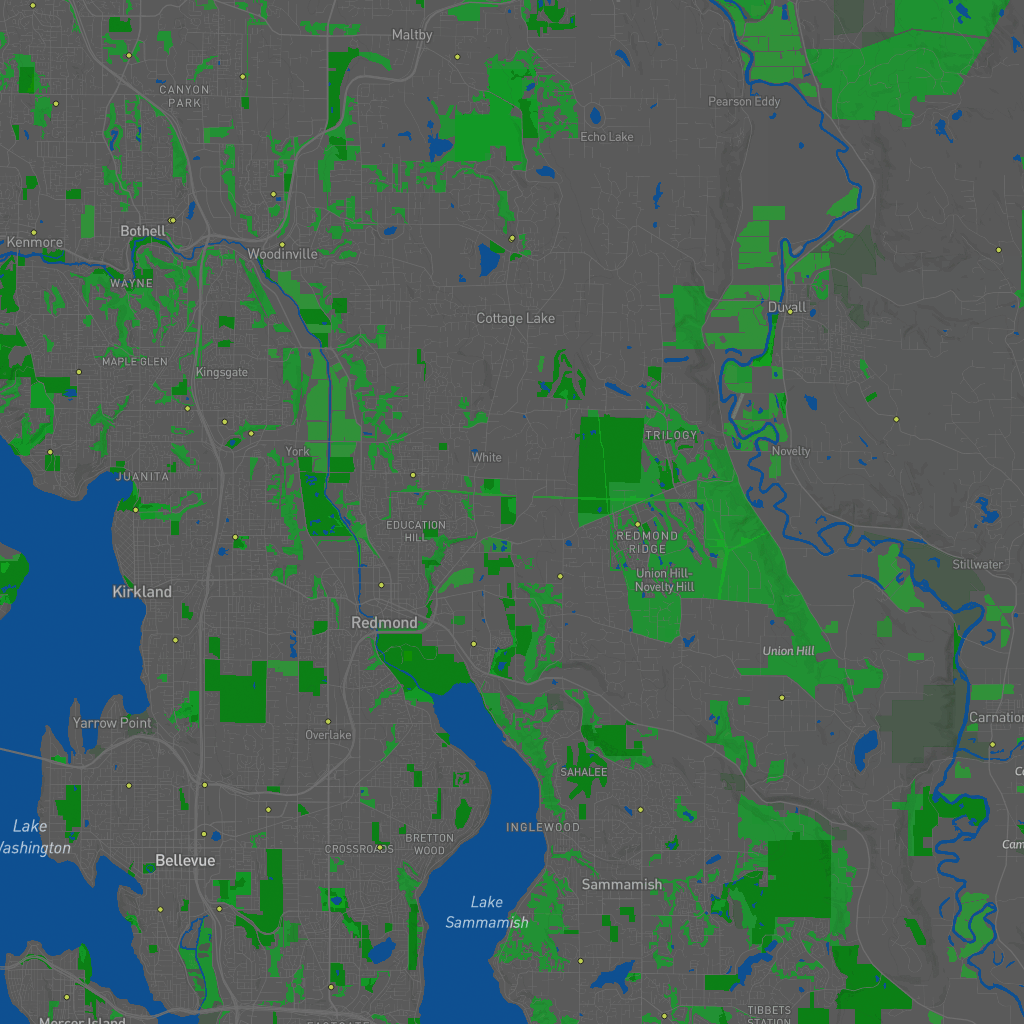 Maltby
CANYON
PARK
Pearson Eddy
Echo Lake
Bothell
Kenmore
Woodinville
WAYNE
Duvall
Cottage Lake
MAPLE GLEN
Kingsgate
TRILOGY
York
White
Novelty
JUANITA
EDUCATION
HILL
REDMOND
RIDGE
Stillwater
Union Hill-
Novelty Hill
Kirkland
Redmond
Union Hill
Yarrow Point
Carnation
Overlake
SAHALEE
Lake
Washington
INGLEWOOD
BRETTON
WOOD
CROSSROADS
Bellevue
Sammamish
Lake
Sammamish
TIBBETS
STATION
Mercer Island
EASTGATE